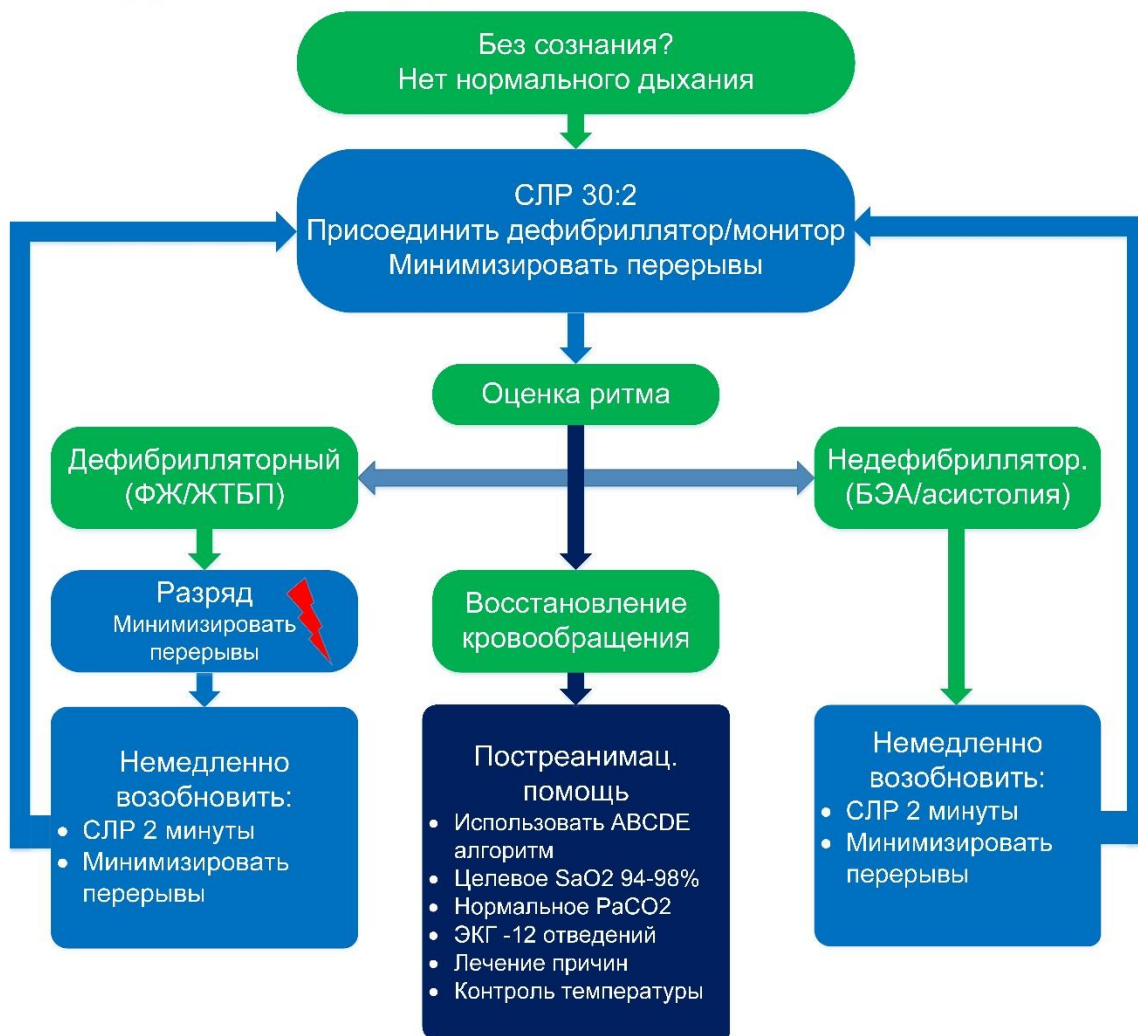 Без сознания?
Нет нормального дыхания
СЛР 30:2
Присоединить дефибриллятор/монитор
Минимизировать перерывы
Оценка ритма
Дефибрилляторный
(ФЖ/ЖТБП)
Недефибриллятор.
(БЭА/асистолия)
Разряд
Минимизировать
перерывы
Восстановление
кровообращения
Немедленно
возобновить:
• СЛР 2 минуты
• Минимизировать
перерывы
Постреанимац.
помощь
• Использовать ABCDE
алгоритм
• Целевое SaO2 94-98%
• Нормальное PaCO2
• ЭКГ -12 отведений
• Лечение причин
• Контроль температуры
Немедленно
возобновить:
• СЛР 2 минуты
• Минимизировать
перерывы